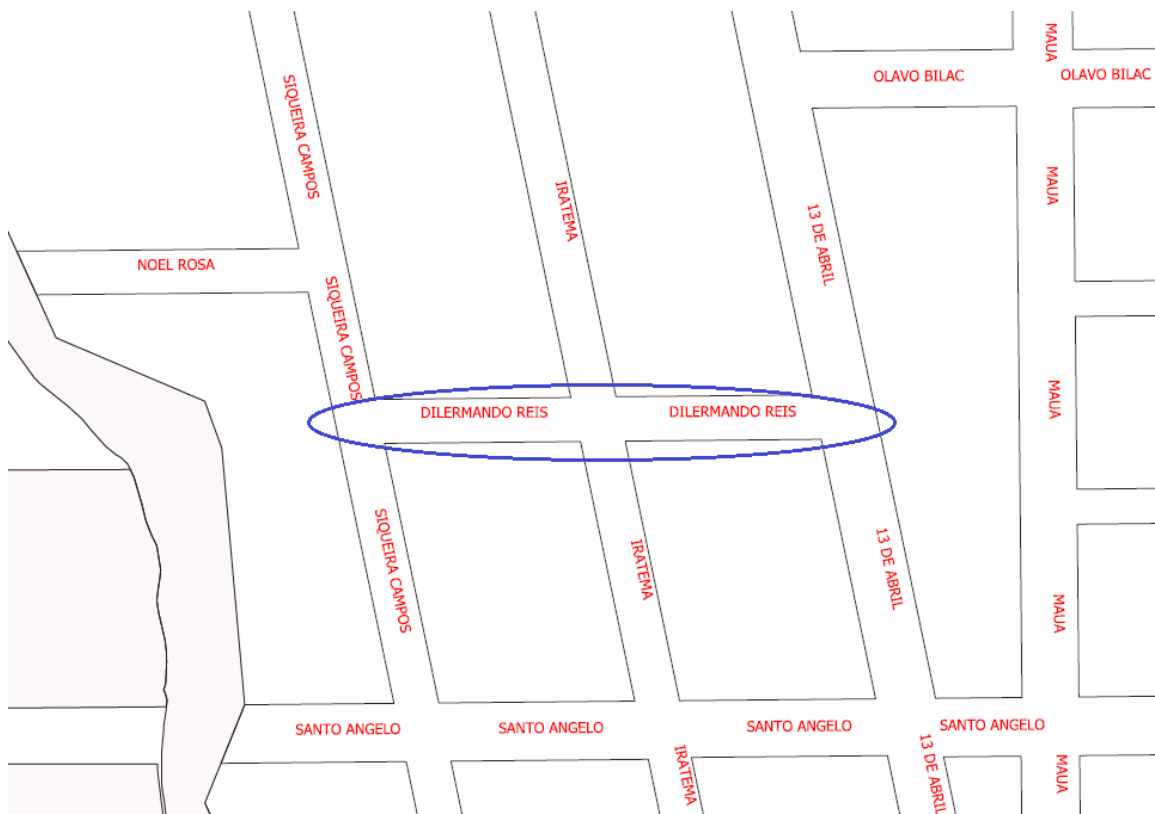 MAUA
OLAVO BILAC
OLAVO BILAC
SIQUEIRA CAMPOS
IRATEMA
MAUA
13 DE ABRIL
NOEL ROSA
SIQUEIRA CAMPOS
MAUA
DILERMANDO REIS
DILERMANDO REIS
SIQUEIRA CAMPOS
IRATEMA
13 DE ABRIL
MAUA
SANTO ANGELO
SANTO ANGELO
SANTO ANGELO
SANTO ANGELO
IRATEMA
13 DE ABRIL
MAUA